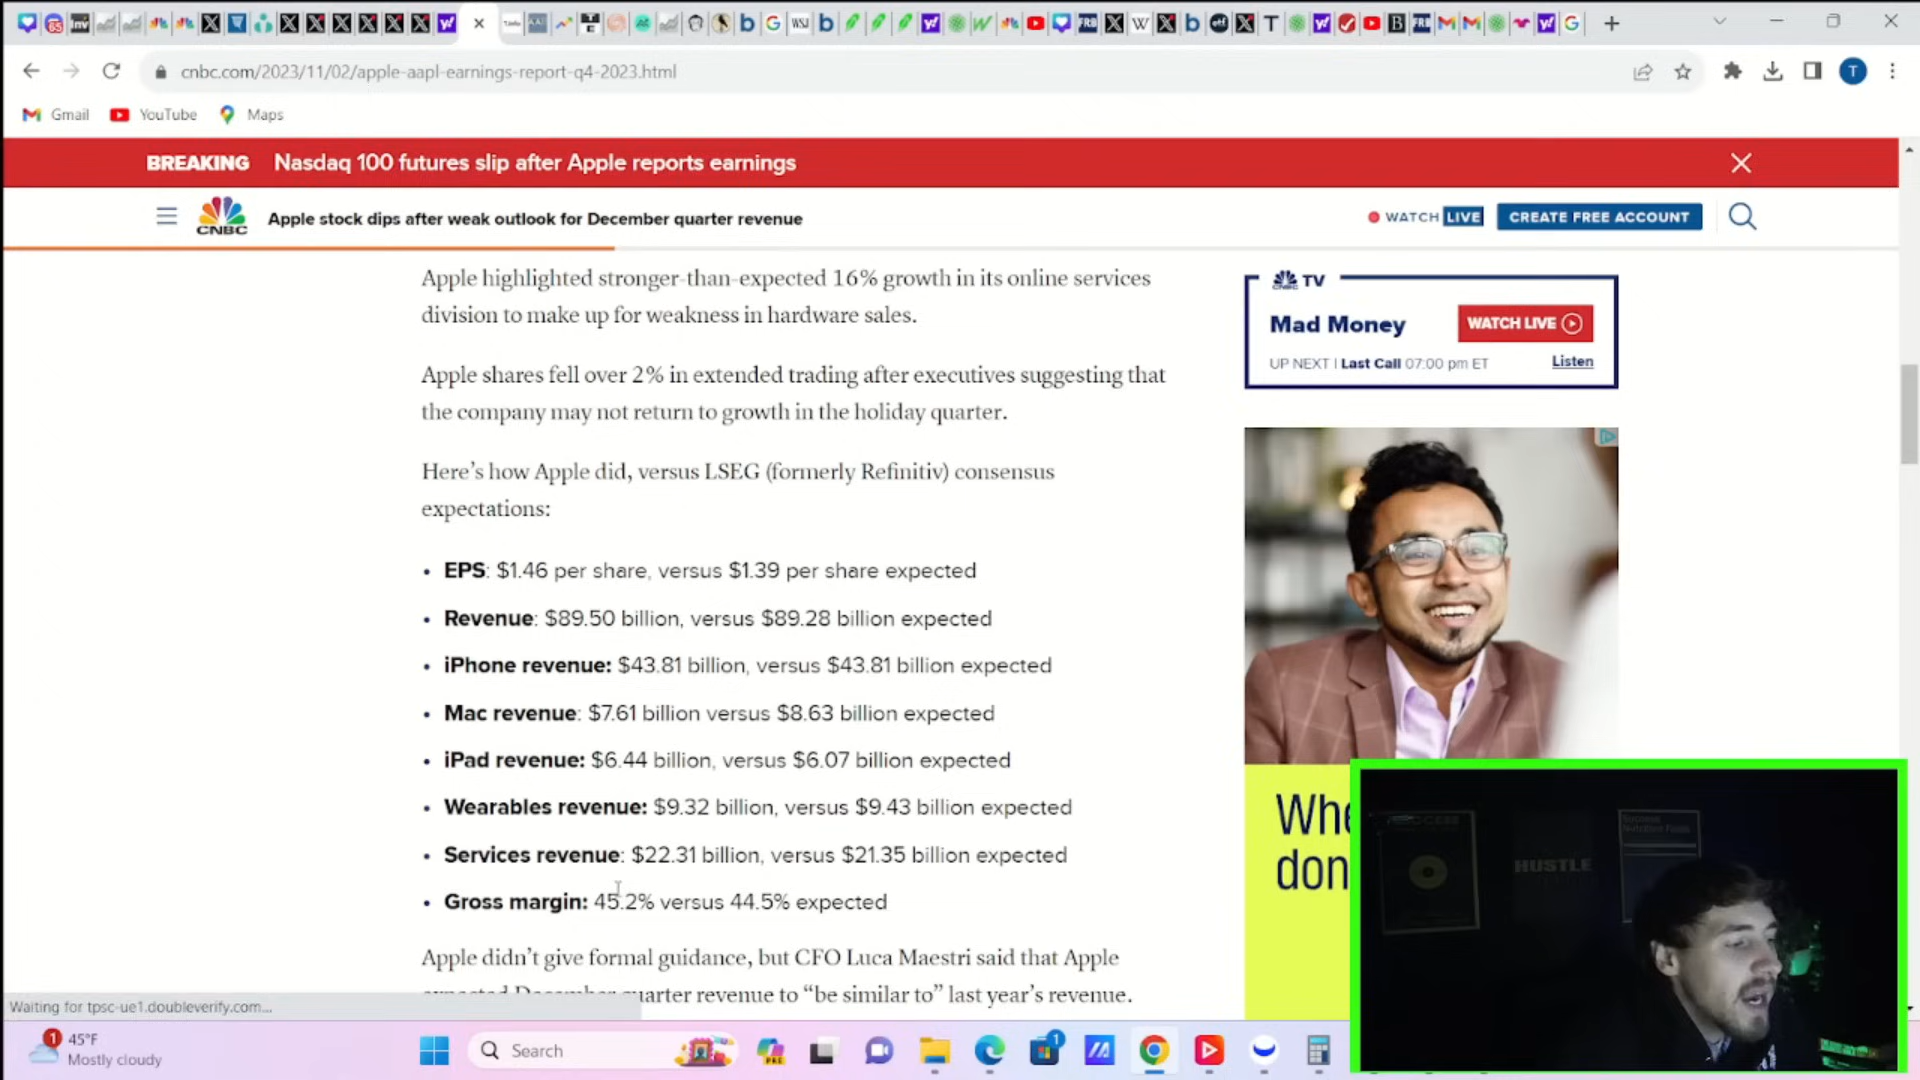 cnbc.com/2023/11/02/apple-aapl-earnings-report-q4-2023.html
Gmail YouTube Maps
BREAKING Nasdaq 100 futures slip after Apple reports earnings
CNBC Apple stock dips after weak outlook for December quarter revenue
WATCH LIVE CREATE FREE ACCOUNT
Apple highlighted stronger-than-expected 16% growth in its online services
division to make up for weakness in hardware sales.
Apple shares fell over 2% in extended trading after executives suggesting that
the company may not return to growth in the holiday quarter.
Here's how Apple did, versus LSEG (formerly Refinitiv) consensus
expectations:
• EPS: $1.46 per share, versus $1.39 per share expected
• Revenue: $89.50 billion, versus $89.28 billion expected
• iPhone revenue: $43.81 billion, versus $43.81 billion expected
• Mac revenue: $7.61 billion versus $8.63 billion expected
• iPad revenue: $6.44 billion, versus $6.07 billion expected
• Wearables revenue: $9.32 billion, versus $9.43 billion expected
• Services revenue: $22.31 billion, versus $21.35 billion expected
• Gross margin: 45.2% versus 44.5% expected
Apple didn't give formal guidance, but CFO Luca Maestri said that Apple
expected December quarter revenue to "be similar to" last year's revenue.
TV
Mad Money WATCH LIVE
UP NEXT | Last Call 07:00 pm ET Listen
Whe
don
HUSTLE
Waiting for tpsc-ue1.doubleverify.com...
1
45°F
Mostly cloudy
Search
PRE
1